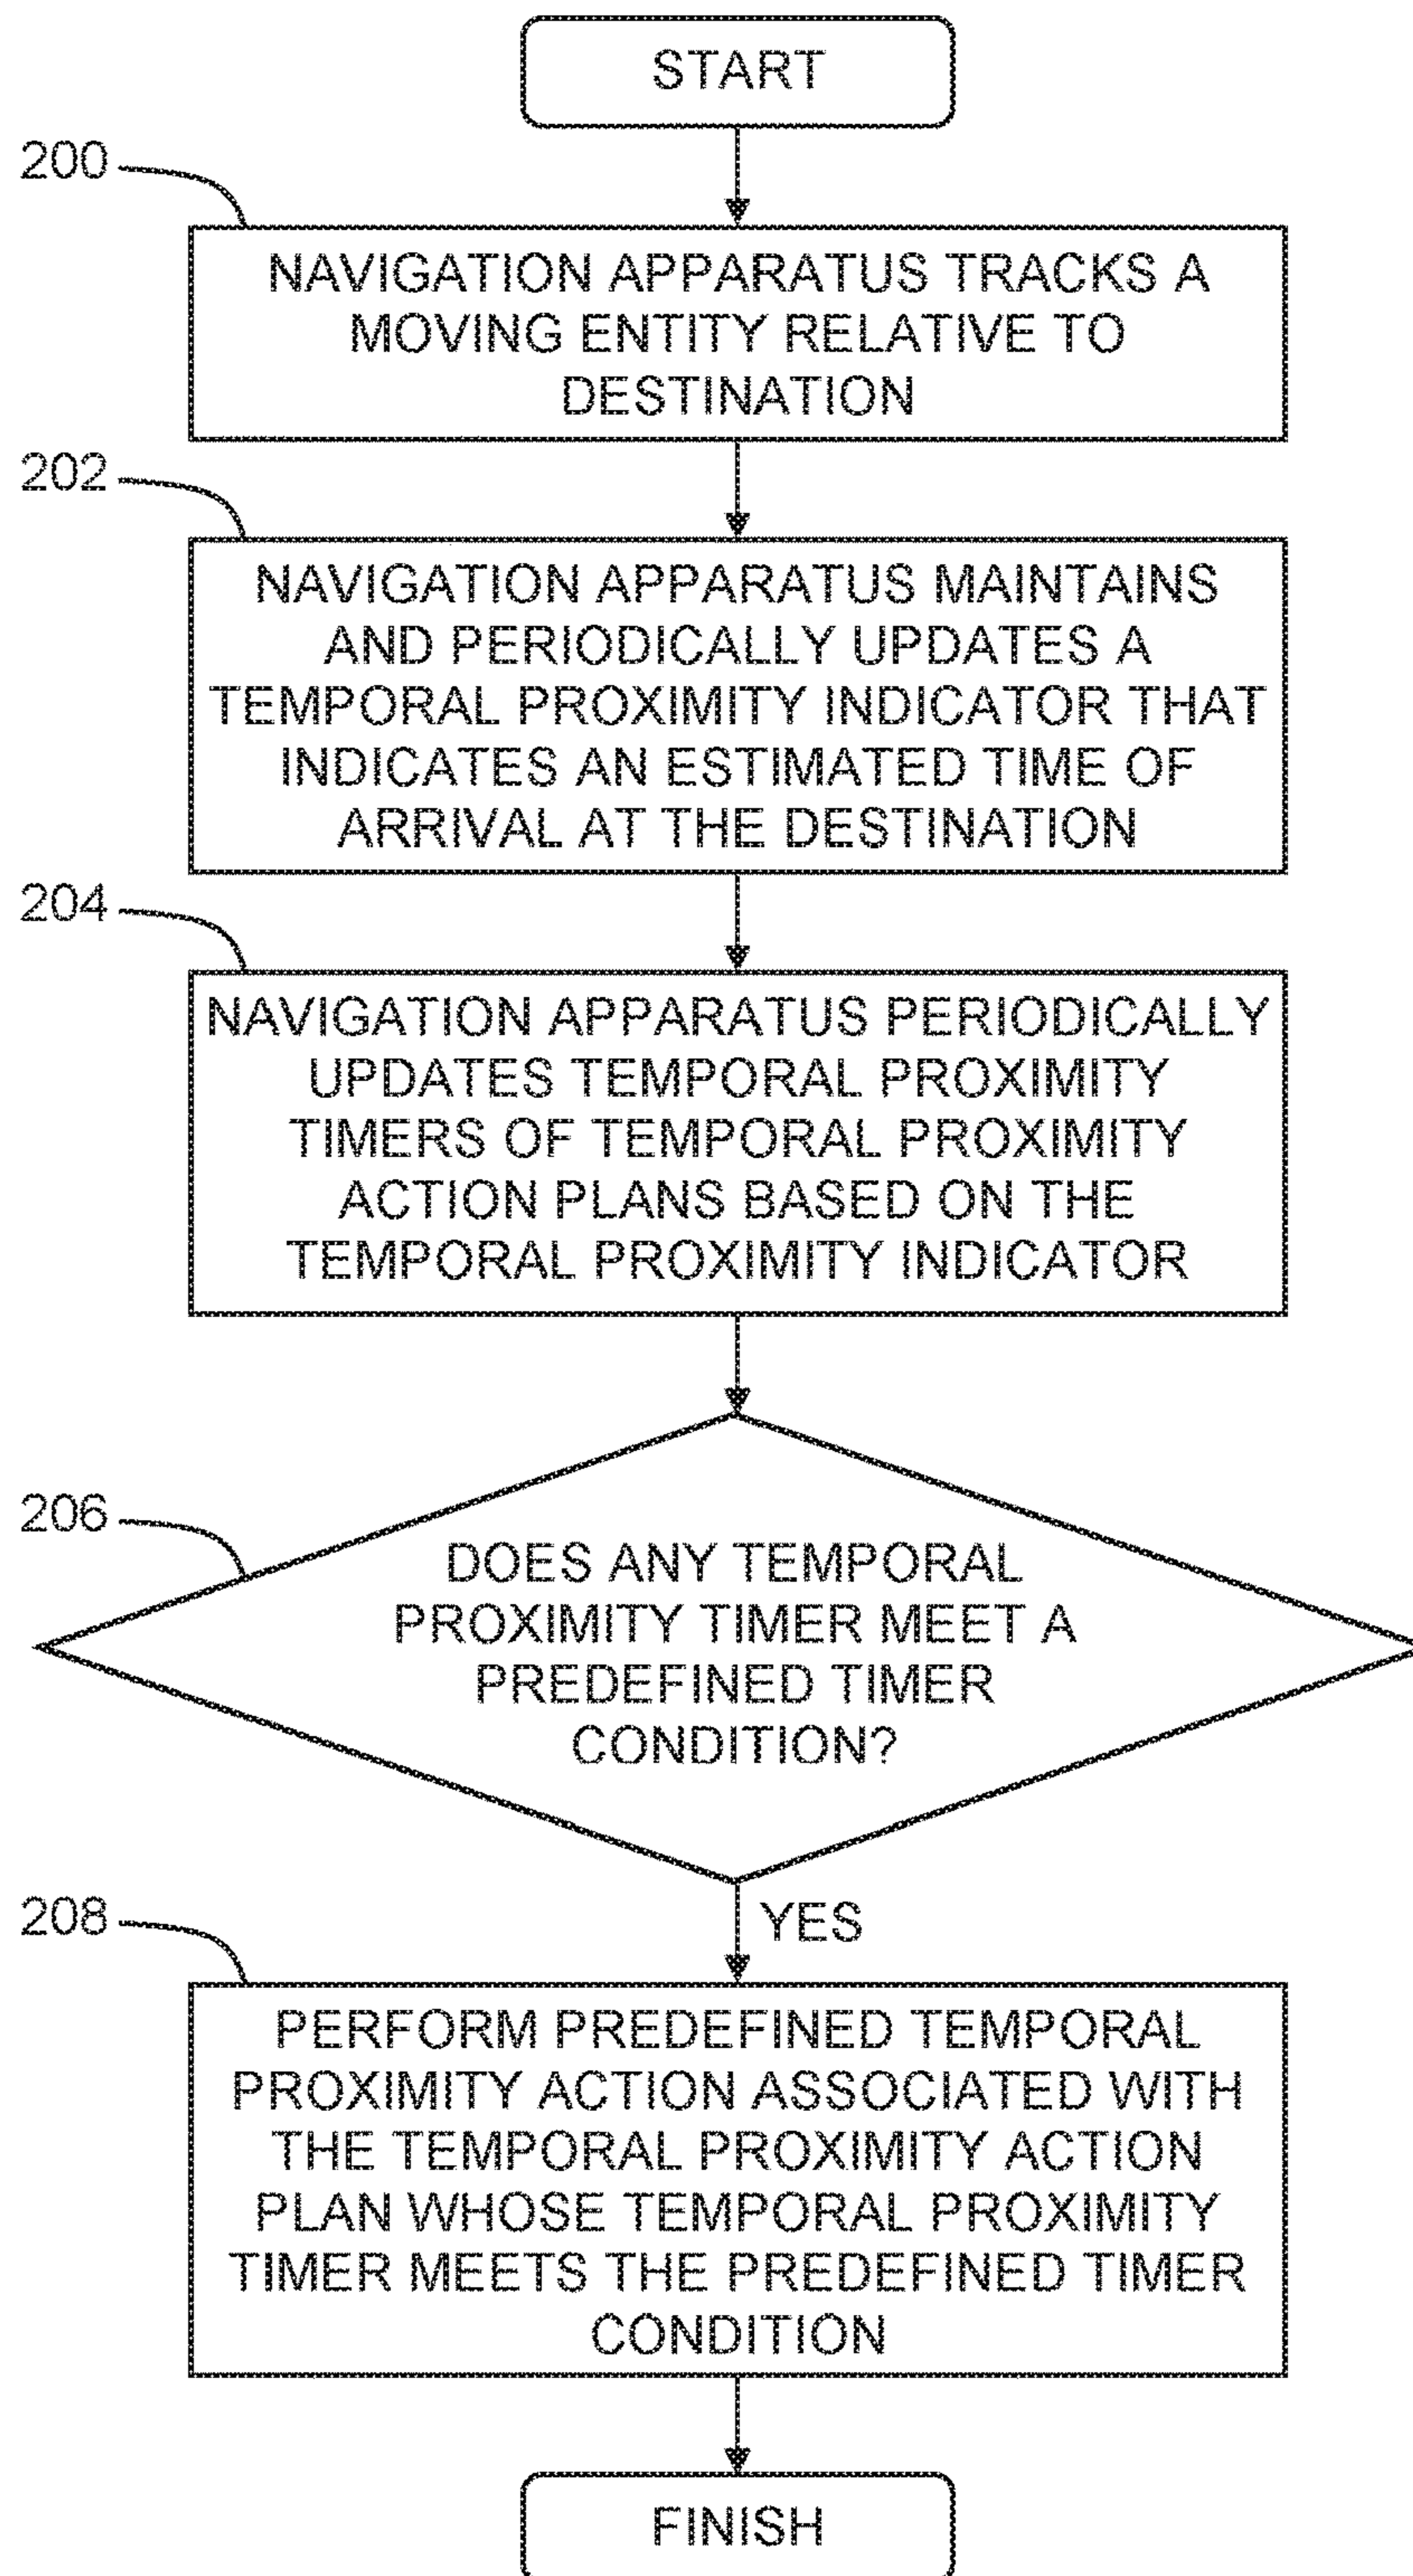 START
200
NAVIGATION APPARATUS TRACKS A
MOVING ENTITY RELATIVE TO
DESTINATION
202
NAVIGATION APPARATUS MAINTAINS
AND PERIODICALLY UPDATES A
TEMPORAL PROXIMITY INDICATOR THAT
INDICATES AN ESTIMATED TIME OF
ARRIVAL AT THE DESTINATION
204
NAVIGATION APPARATUS PERIODICALLY
UPDATES TEMPORAL PROXIMITY
TIMERS OF TEMPORAL PROXIMITY
ACTION PLANS BASED ON THE
TEMPORAL PROXIMITY INDICATOR
206
DOES ANY TEMPORAL
PROXIMITY TIMER MEET A
PREDEFINED TIMER
CONDITION?
YES
208
PERFORM PREDEFINED TEMPORAL
PROXIMITY ACTION ASSOCIATED WITH
THE TEMPORAL PROXIMITY ACTION
PLAN WHOSE TEMPORAL PROXIMITY
TIMER MEETS THE PREDEFINED TIMER
CONDITION
FINISH